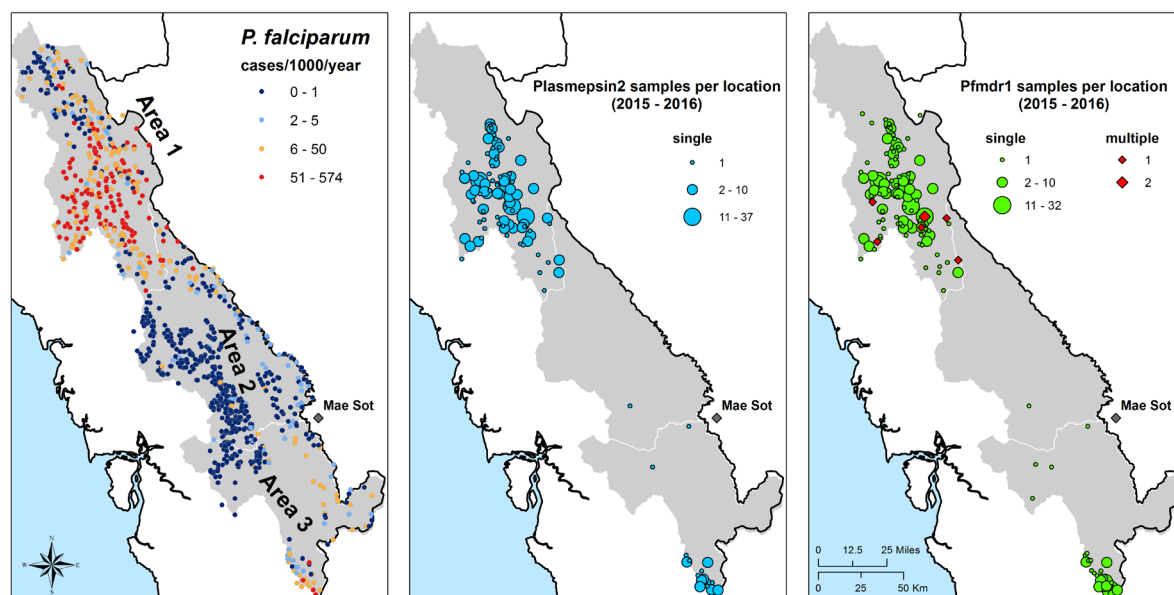 P. falciparum
cases/1000/year
0 - 1
2 - 5
6 - 50
51 - 574
Area 1
Area 2
Area 3
Mae Sot
N
W E
S
Plasmepsin2 samples per location
(2015 - 2016)
single
1
2 - 10
11 - 37
Mae Sot
Pfmdr1 samples per location
(2015 - 2016)
single multiple
1 1
2 - 10 2
11 - 32
Mae Sot
0 12.5 25 Miles
0 25 50 Km